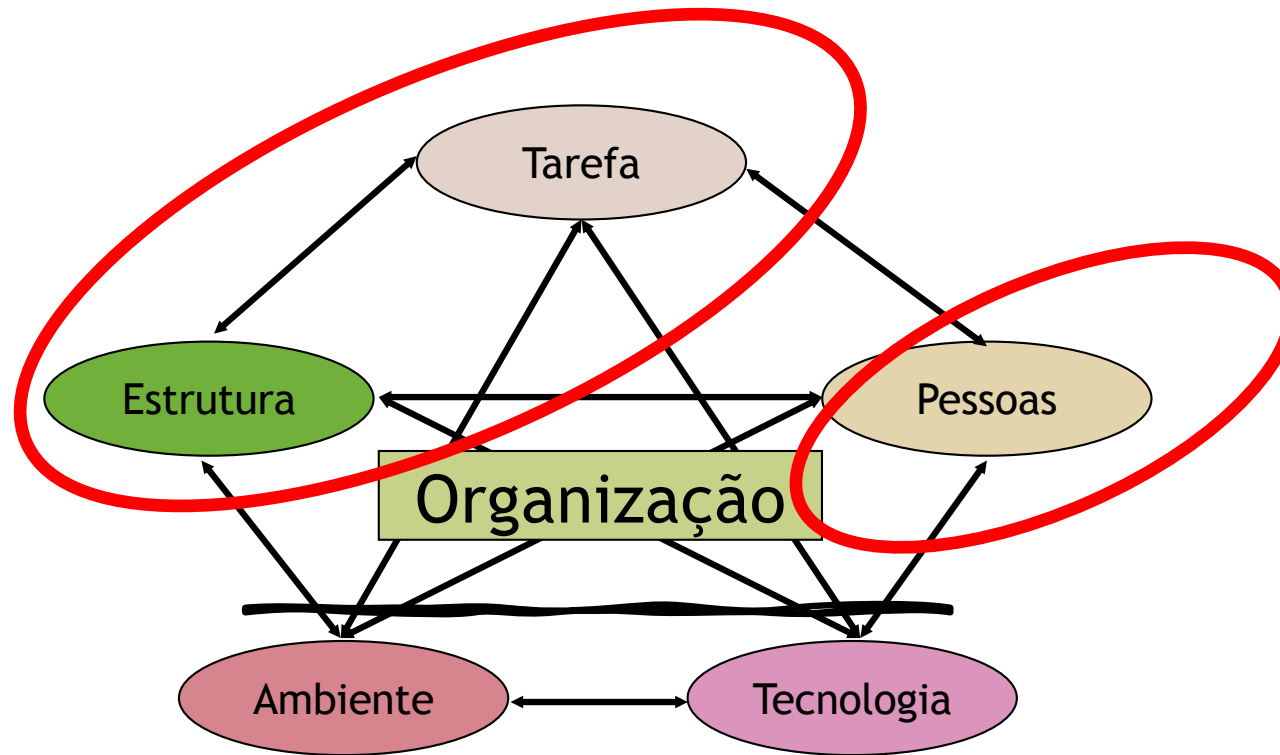 Tarefa
Estrutura
Pessoas
Organização
Ambiente
Tecnologia